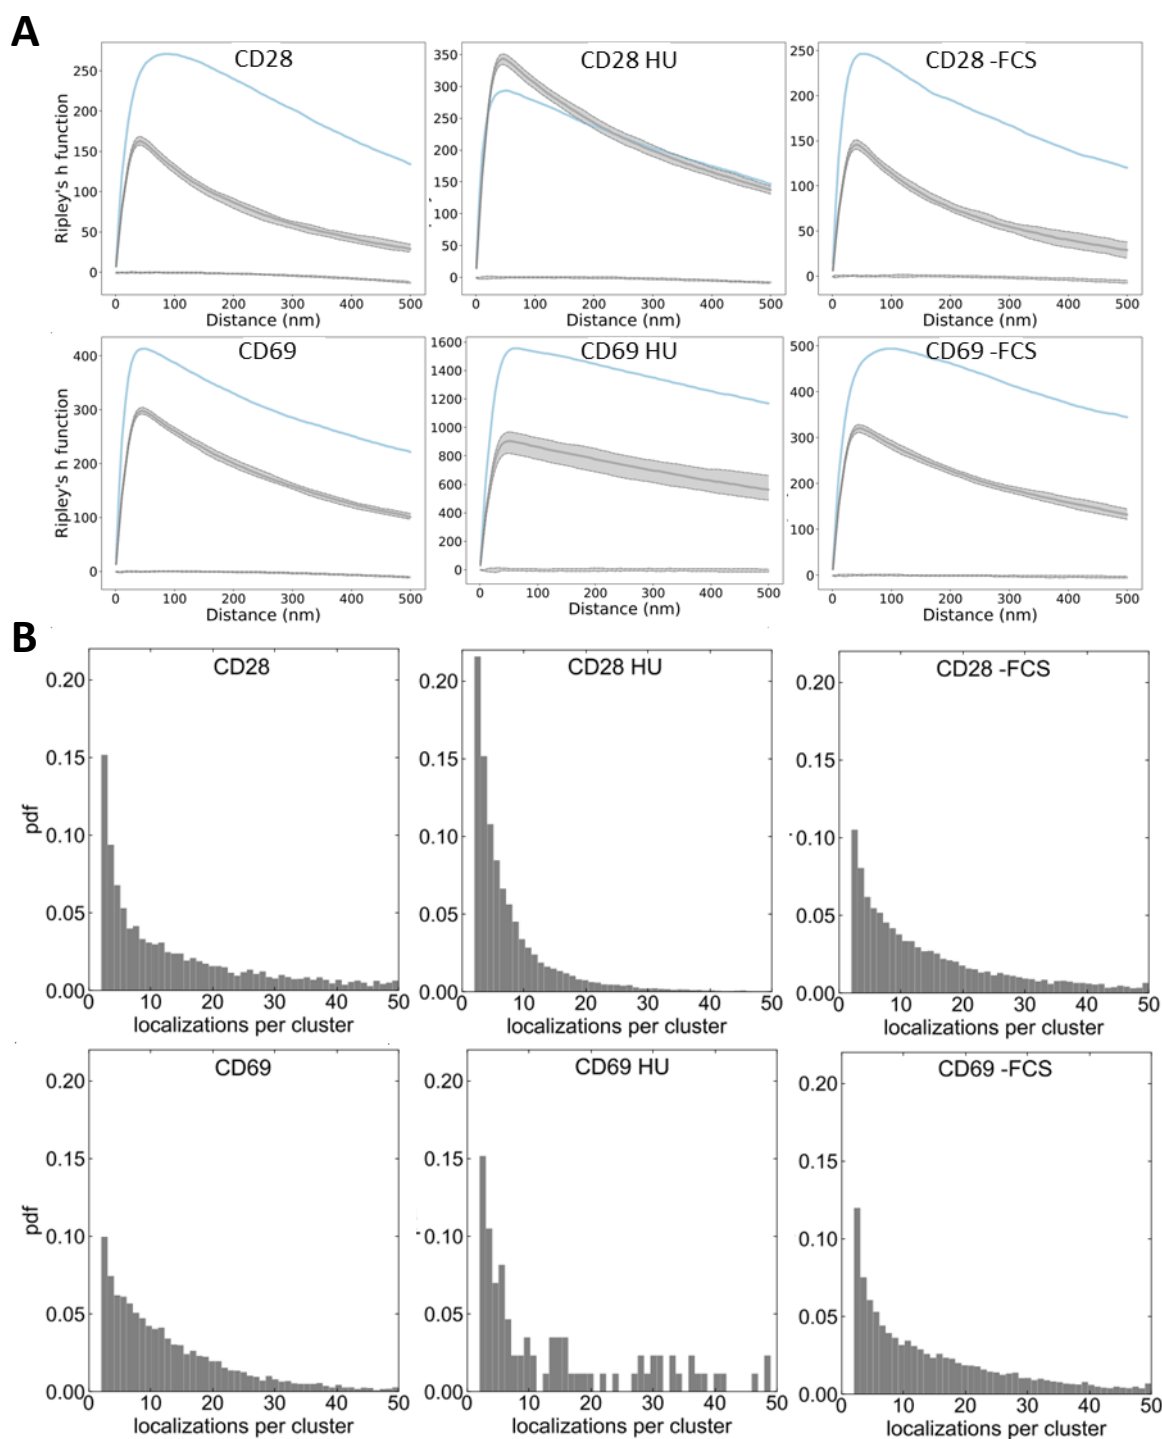 A
CD28
Ripley's h function
250
200
150
100
50
0
0 100 200 300 400 500
Distance (nm)
CD28 HU
350
300
250
200
150
100
50
0
0 100 200 300 400 500
Distance (nm)
CD28 -FCS
250
200
150
100
50
0
0 100 200 300 400 500
Distance (nm)
CD69
Ripley's h function
400
300
200
100
0
0 100 200 300 400 500
Distance (nm)
CD69 HU
1600
1400
1200
1000
800
600
400
200
0
0 100 200 300 400 500
Distance (nm)
CD69 -FCS
500
400
300
200
100
0
0 100 200 300 400 500
Distance (nm)
B
CD28
pdf
0.20
0.15
0.10
0.05
0.00
0 10 20 30 40 50
localizations per cluster
CD28 HU
0.20
0.15
0.10
0.05
0.00
0 10 20 30 40 50
localizations per cluster
CD28 -FCS
0.20
0.15
0.10
0.05
0.00
0 10 20 30 40 50
localizations per cluster
CD69
pdf
0.20
0.15
0.10
0.05
0.00
0 10 20 30 40 50
localizations per cluster
CD69 HU
0.20
0.15
0.10
0.05
0.00
0 10 20 30 40 50
localizations per cluster
CD69 -FCS
0.20
0.15
0.10
0.05
0.00
0 10 20 30 40 50
localizations per cluster